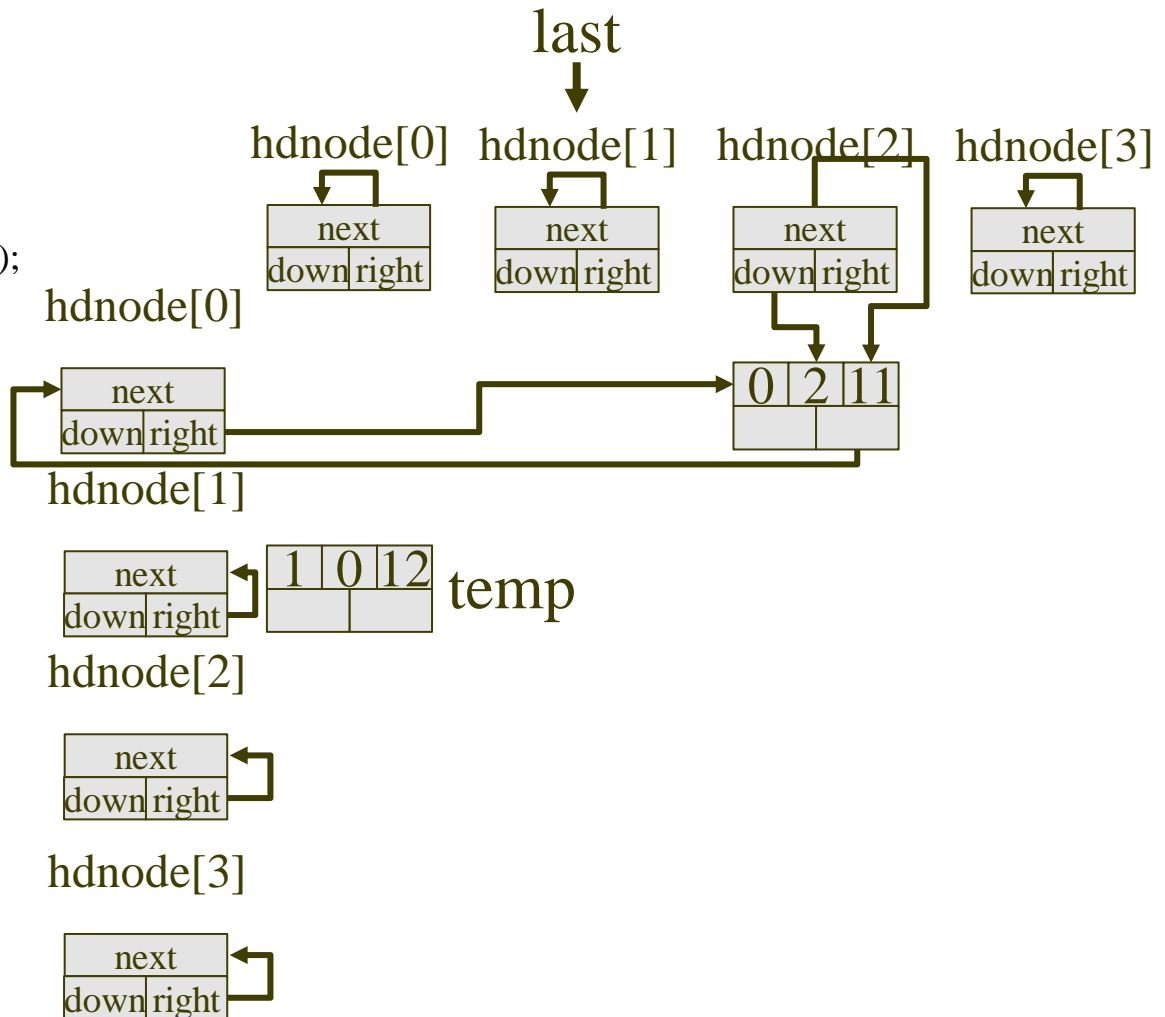 last
hdnode[0] hdnode[1] hdnode[2] hdnode[3]
next next next next
);
down right down right down right down right
hdnode[0]
next 0 2 11
down right
hdnode[1]
next 1 0 12 temp
down right
hdnode[2]
next
down right
hdnode[3]
next
down right